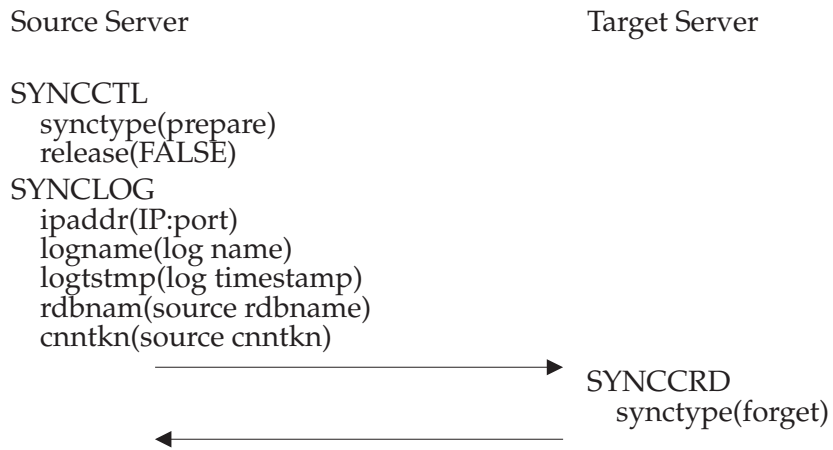 Source Server
Target Server
SYNCCTL
synctype(prepare)
release(FALSE)
SYNCLOG
ipaddr(IP:port)
logname(log name)
logtstmp(log timestamp)
rdbnam(source rdbname)
cnntkn(source cnntkn)
SYNCCRD
synctype(forget)